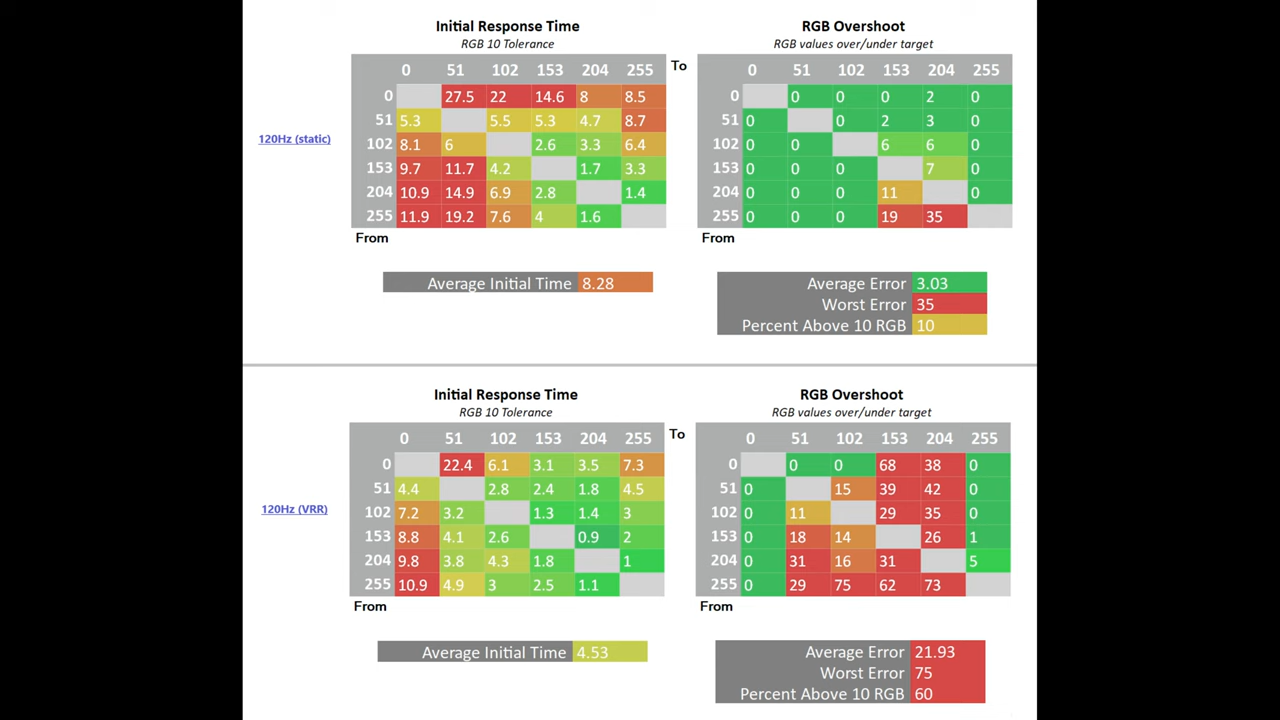 Initial Response Time RGB Overshoot
RGB 10 Tolerance RGB values over/under target
0 51 102 153 204 255 To 0 51 102 153 204 255
0 27.5 22 14.6 8 8.5 0 0 0 0 2 0
51 5.3 5.5 5.3 4.7 8.7 51 0 0 2 3 0
120Hz (static) 102 8.1 6 2.6 3.3 6.4 102 0 0 6 6 0
153 9.7 11.7 4.2 1.7 3.3 153 0 0 0 7 0
204 10.9 14.9 6.9 2.8 1.4 204 0 0 0 11 0
255 11.9 19.2 7.6 4 1.6 255 0 0 0 19 35
From From
Average Initial Time 8.28 Average Error 3.03
Worst Error 35
Percent Above 10 RGB 10
Initial Response Time RGB Overshoot
RGB 10 Tolerance RGB values over/under target
0 51 102 153 204 255 To 0 51 102 153 204 255
0 22.4 6.1 3.1 3.5 7.3 0 0 0 68 38 0
51 4.4 2.8 2.4 1.8 4.5 51 0 15 39 42 0
120Hz (VRR) 102 7.2 3.2 1.3 1.4 3 102 0 11 29 35 0
153 8.8 4.1 2.6 0.9 2 153 0 18 14 26 1
204 9.8 3.8 4.3 1.8 1 204 0 31 16 31 5
255 10.9 4.9 3 2.5 1.1 255 0 29 75 62 73
From From
Average Initial Time 4.53 Average Error 21.93
Worst Error 75
Percent Above 10 RGB 60